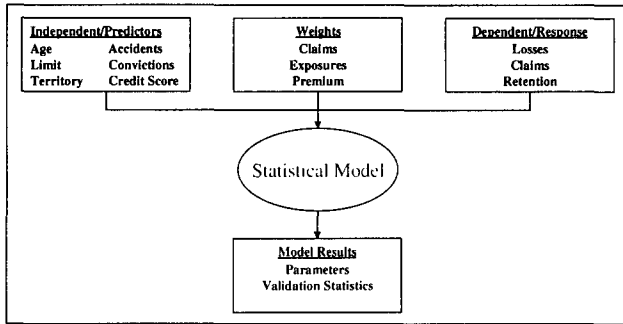 Independent/Predictors
Age Accidents
Limit Convictions
Territory Credit Score
Weights
Claims
Exposures
Premium
Dependent/Response
Losses
Claims
Retention
Statistical Model
Model Results
Parameters
Validation Statistics